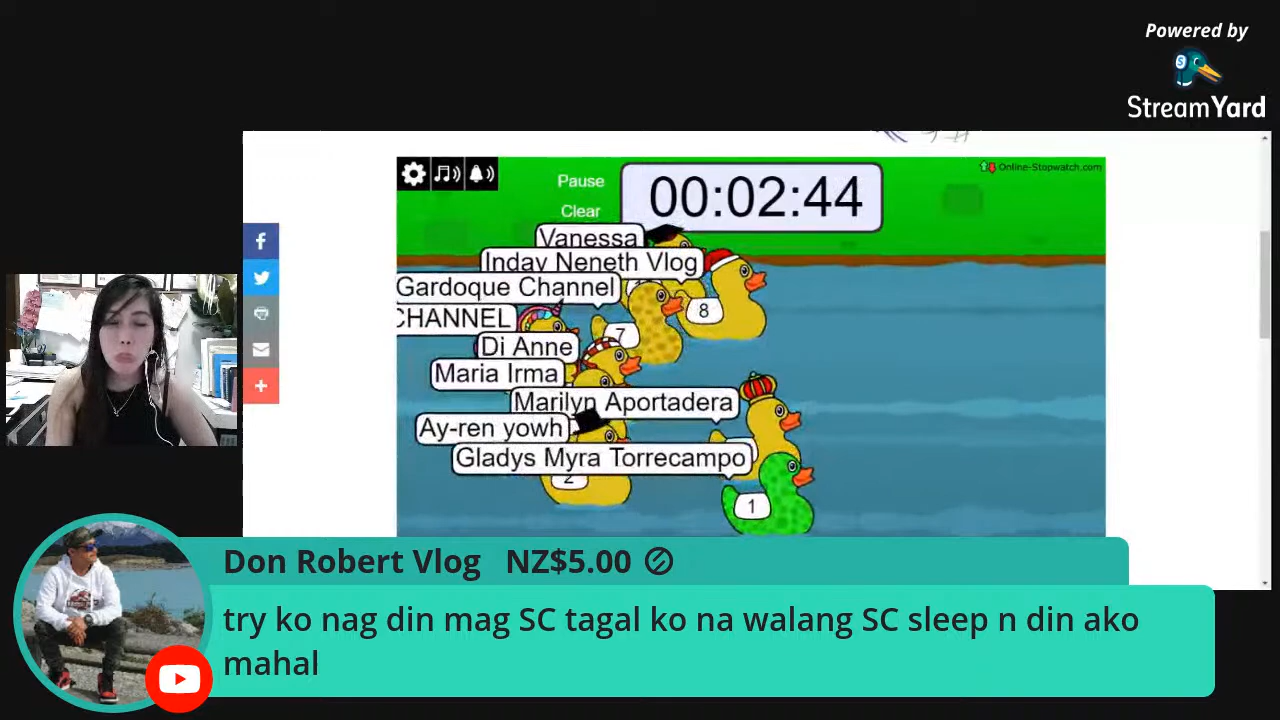 Powered by
StreamYard
Pause
Clear
00:02:44
Online-Stopwatch.com
Vanessa
Inday Neneth Vlog
Gardoque Channel
CHANNEL
Di Anne
Maria Irma
Marilyn Aportadera
Ay-ren yowh
Gladys Myra Torrecampo
8
7
2
1
Don Robert Vlog NZ$5.00
try ko nag din mag SC tagal ko na walang SC sleep n din ako
mahal